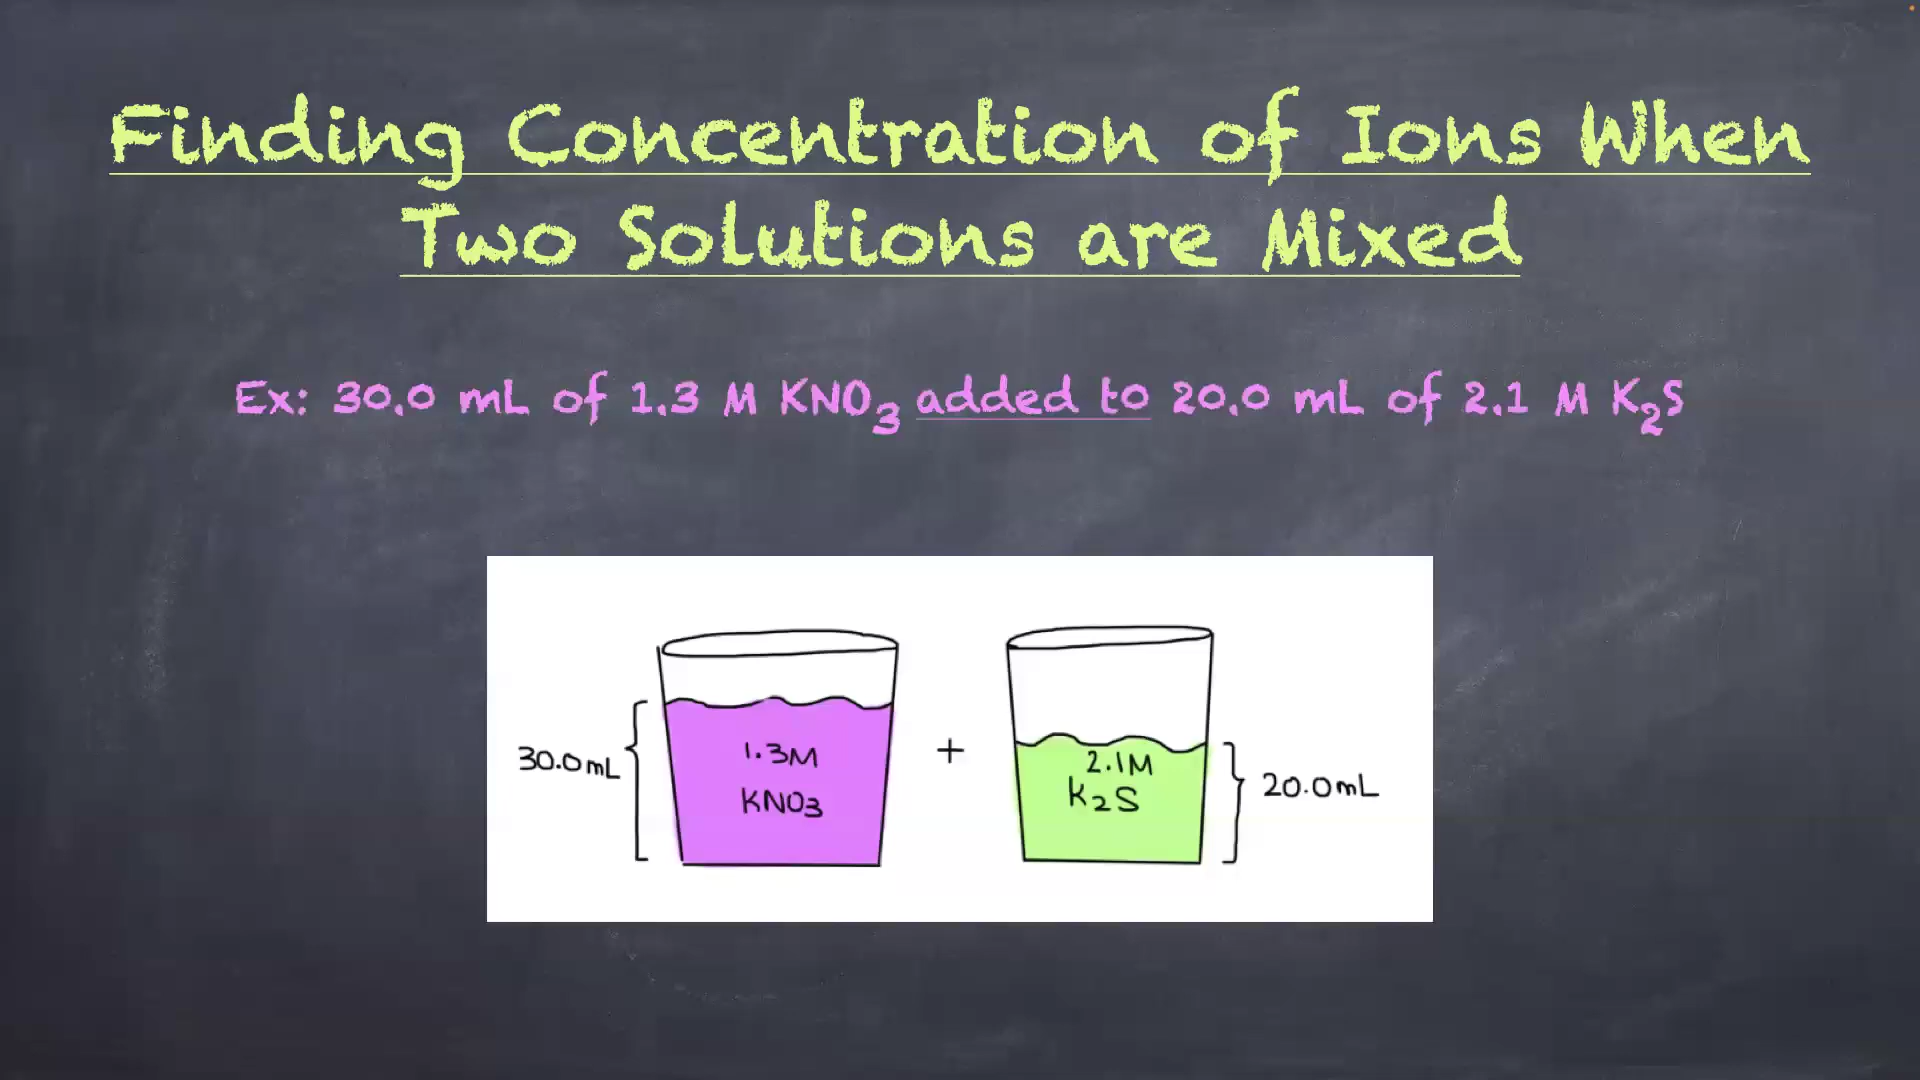 Finding Concentration of Ions When
Two Solutions are Mixed
Ex: 30.0 mL of 1.3 M KNO₃ added to 20.0 mL of 2.1 M K₂S
30.0mL
1.3M
KNO3
+
2.1M
K2S
20.0mL